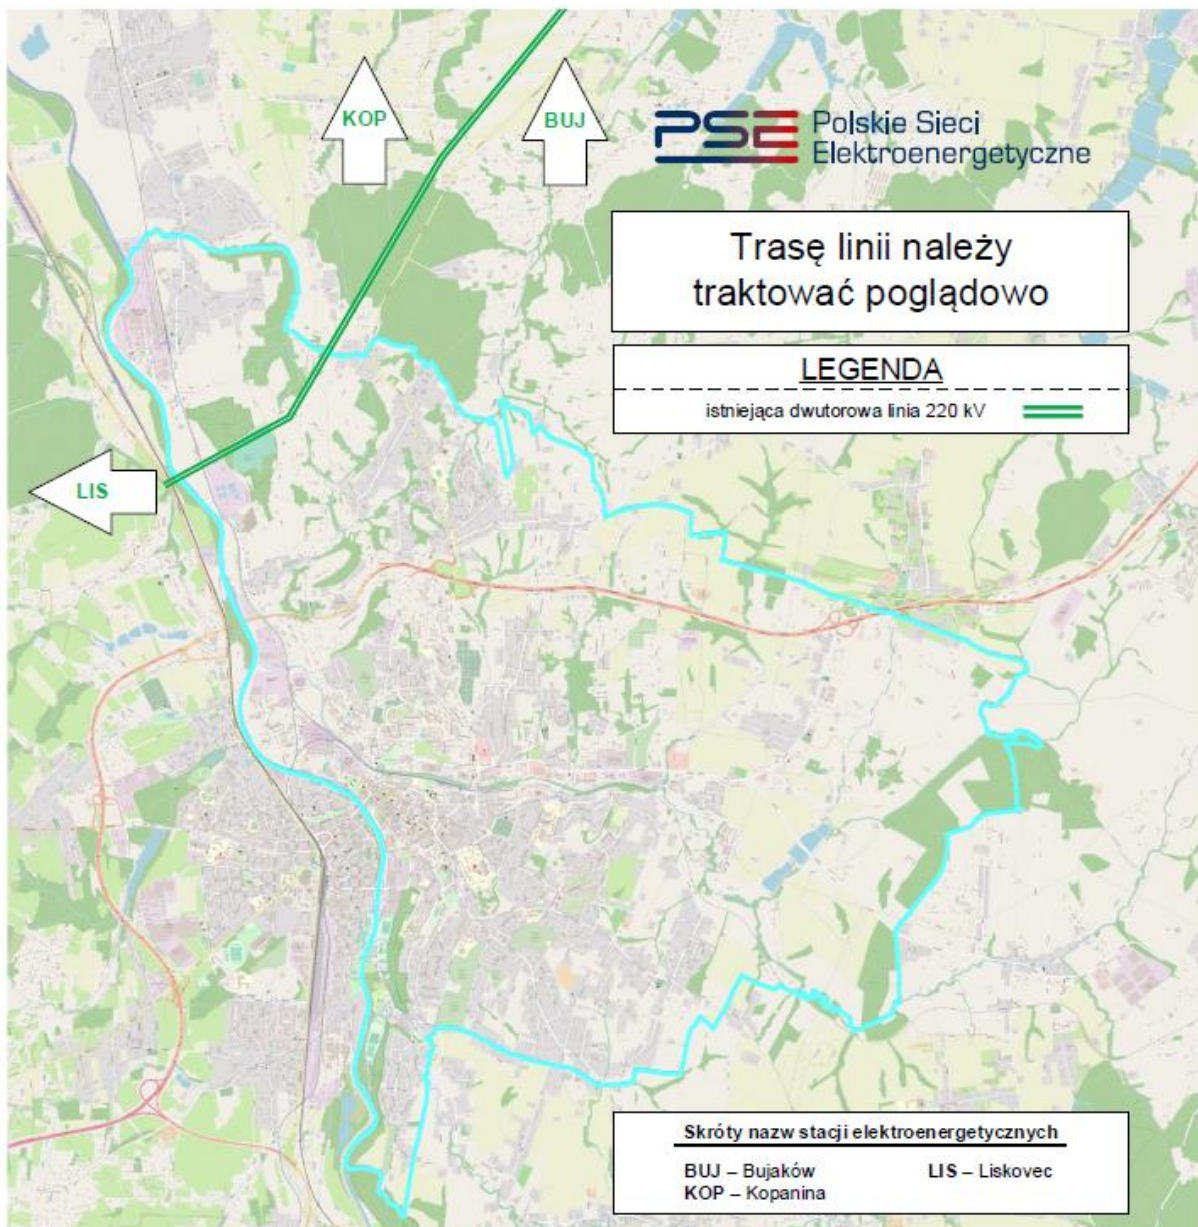 KOP
BUJ
PSE Polskie Sieci
Elektroenergetyczne
Trasę linii należy
traktować poglądowo
LEGENDA
istniejąca dwutorowa linia 220 kV
LIS
Skróty nazw stacji elektroenergetycznych
BUJ – Bujaków LIS – Liskovec
KOP – Kopanina